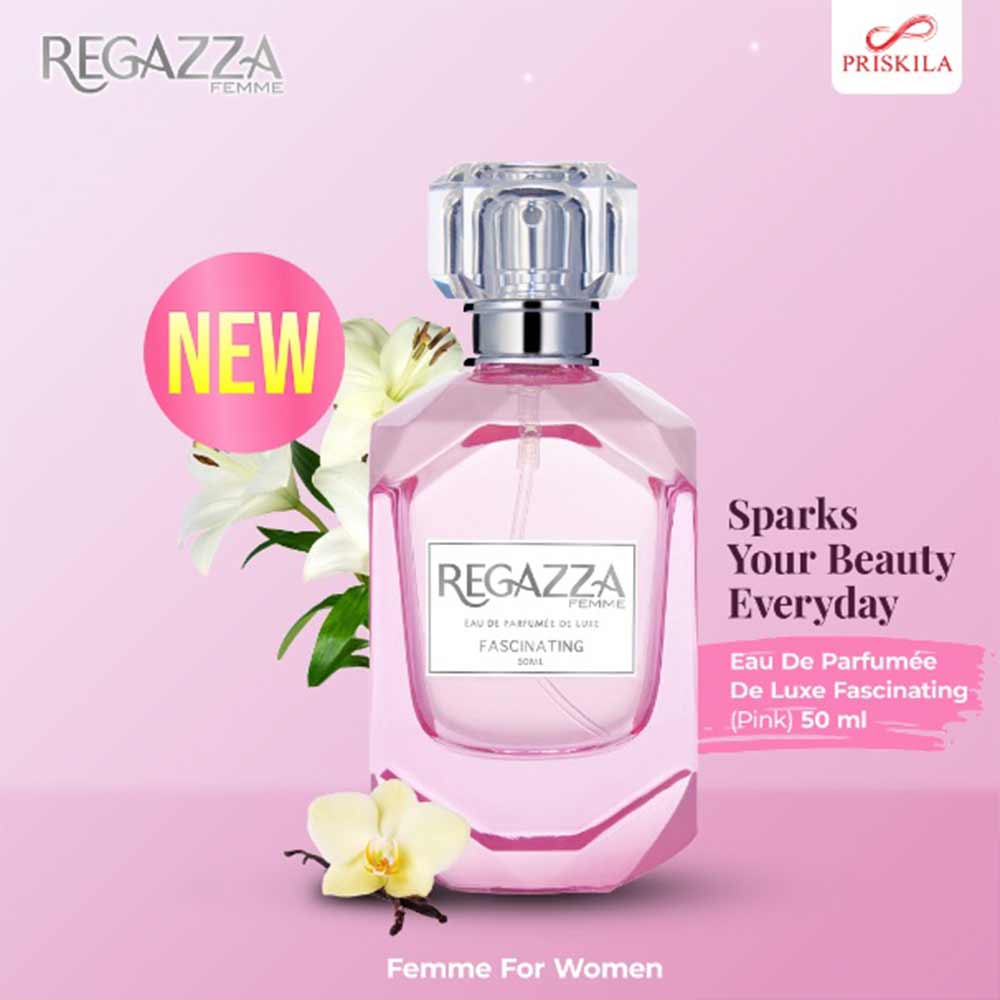 REGAZZA
FEMME
PRISKILA
NEW
REGAZZA
FEMME
EAU DE PARFUMÉE DE LUXE
FASCINATING
50ML
Sparks
Your Beauty
Everyday
Eau De Parfumée
De Luxe Fascinating
(Pink) 50 ml
Femme For Women